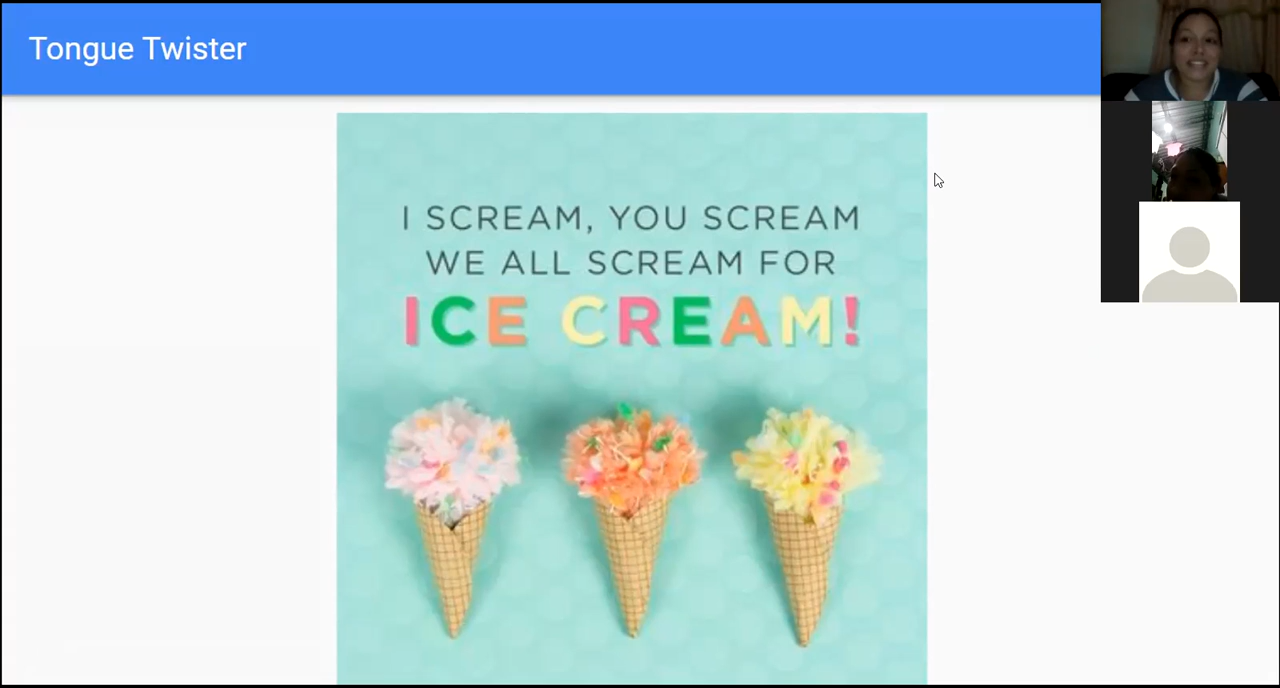 Tongue Twister
I SCREAM, YOU SCREAM
WE ALL SCREAM FOR
ICE CREAM!